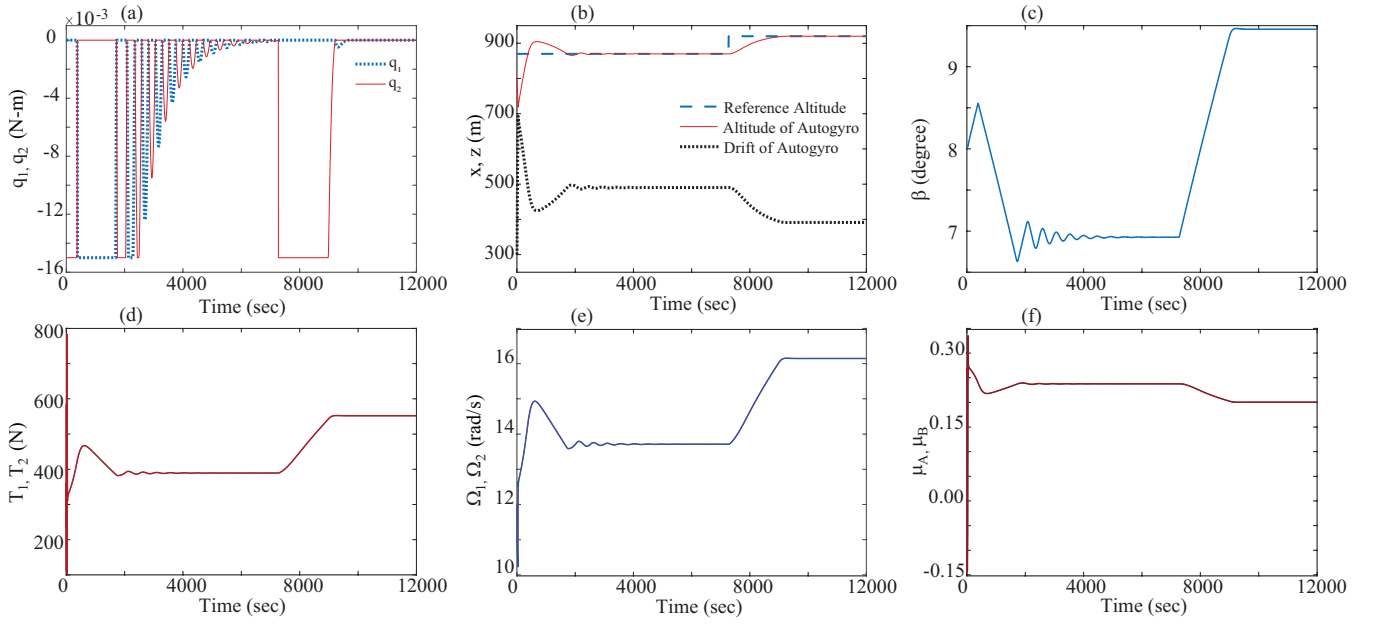 ×10⁻³ (a)
0
-4
-8
-12
-16
q₁, q₂ (N-m)
q₁
q₂
0 4000 8000 12000
Time (sec)
(b)
900
700
500
300
x, z (m)
Reference Altitude
Altitude of Autogyro
Drift of Autogyro
0 4000 8000 12000
Time (sec)
(c)
9
8
7
β (degree)
0 4000 8000 12000
Time (sec)
(d)
800
600
400
200
T₁, T₂ (N)
0 4000 8000 12000
Time (sec)
(e)
16
14
12
10
Ω₁, Ω₂ (rad/s)
0 4000 8000 12000
Time (sec)
(f)
0.30
0.15
0.00
-0.15
μA, μB
0 4000 8000 12000
Time (sec)